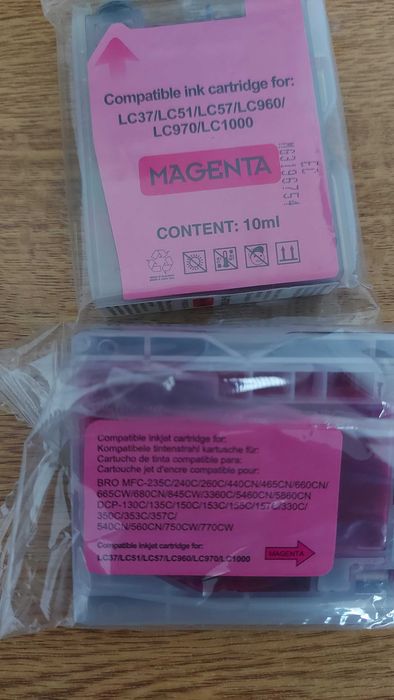 Compatible ink cartridge for:
LC37/LC51/LC57/LC960/
LC970/LC1000
MAGENTA
CONTENT: 10ml
EC
M63196754
Compatible inkjet cartridge for:
Kompatibele tintenstrahl kartusche für:
Cartucho de tinta compatible para:
Cartouche jet d'encre compatible pour:
BRO MFC-235C/240C/260C/440CN/465CN/660CN/
665CW/680CN/845CW/3360C/5460CN/5860CN
DCP-130C/135C/150C/153C/155C/157C/330C/
350C/353C/357C/
540CN/560CN/750CW/770CW
Compatible inkjet cartridge for:
LC37/LC51/LC57/LC960/LC970/LC1000
MAGENTA